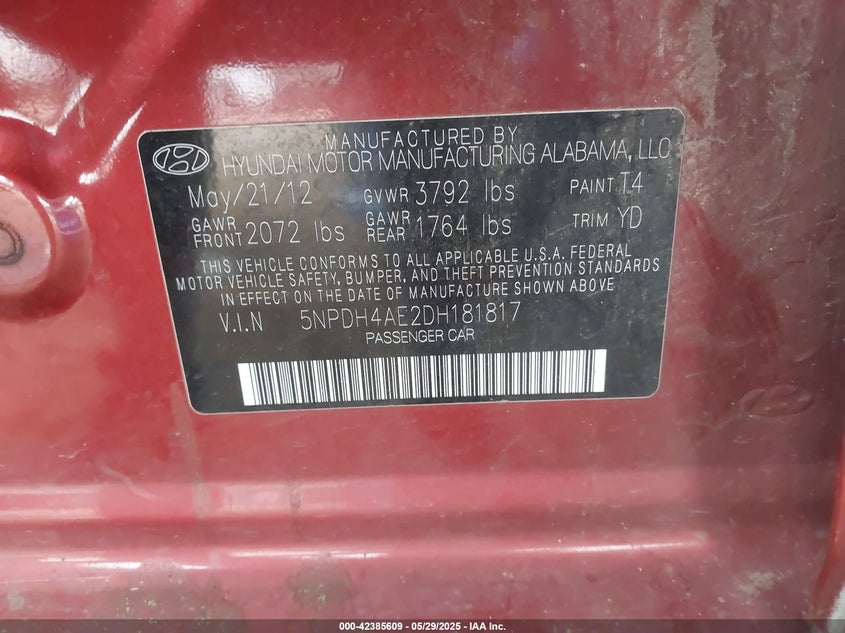 MANUFACTURED BY
HYUNDAI MOTOR MANUFACTURING ALABAMA, LLC
May/21/12 GVWR 3792 lbs PAINT T4
GAWR FRONT 2072 lbs GAWR REAR 1764 lbs TRIM YD
THIS VEHICLE CONFORMS TO ALL APPLICABLE U.S.A. FEDERAL
MOTOR VEHICLE SAFETY, BUMPER, AND THEFT PREVENTION STANDARDS
IN EFFECT ON THE DATE OF MANUFACTURE SHOWN ABOVE
V.I.N 5NPDH4AE2DH181817
PASSENGER CAR
000-42385609 - 05/29/2025 - IAA Inc.